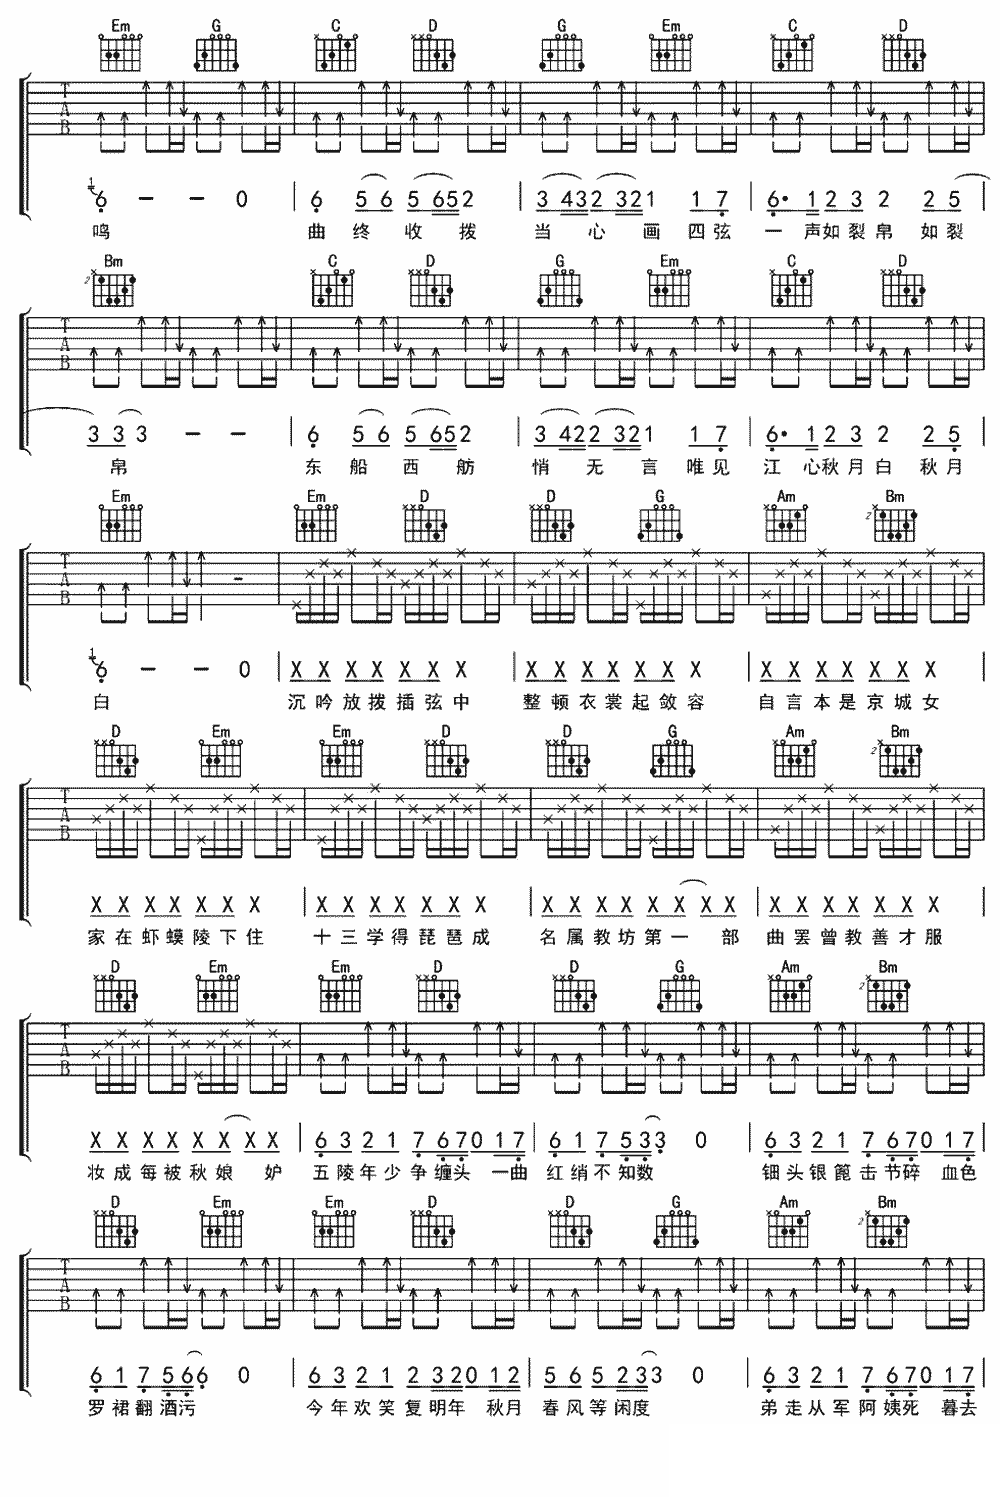 Em G C D G Em C D
T A B
6 - - 0 | 6 5 6 5 65 2 | 3 43 2 32 1 1 7 | 6· 1 2 3 2 2 5
鸣 曲 终 收 拨 当 心 画 四 弦 一 声 如 裂 帛 如 裂
Bm C D G Em C D
T A B
3 3 3 - - | 6 5 6 5 65 2 | 3 42 2 32 1 1 7 | 6· 1 2 3 2 2 5
帛 东 船 西 舫 悄 无 言 唯 见 江 心 秋 月 白 秋 月
Em Em D D G Am Bm
T A B
6 - - 0 | X X X X X X X | X X X X X X X | X X X X X X X
白 沉 吟 放 拨 插 弦 中 整 顿 衣 裳 起 敛 容 自 言 本 是 京 城 女
D Em Em D D G Am Bm
T A B
X X X X X X X | X X X X X X X | X X X X X X X X | X X X X X X X
家 在 虾 蟆 陵 下 住 十 三 学 得 琵 琶 成 名 属 教 坊 第 一 部 曲 罢 曾 教 善 才 服
D Em Em D D G Am Bm
T A B
X X X X X X X X | 6 3 2 1 7 6 7 0 1 7 | 6 1 7 5 3 3 0 | 6 3 2 1 7 6 7 0 1 7
妆 成 每 被 秋 娘 妒 五 陵 年 少 争 缠 头 一 曲 红 绡 不 知 数 钿 头 银 篦 击 节 碎 血 色
D Em Em D D G Am Bm
T A B
6 1 7 5 6 6 0 | 6 3 2 1 2 3 2 0 1 2 | 5 6 5 2 3 3 0 | 6 3 2 1 7 6 7 0 1 7
罗 裙 翻 酒 污 今 年 欢 笑 复 明 年 秋 月 春 风 等 闲 度 弟 走 从 军 阿 姨 死 暮 去